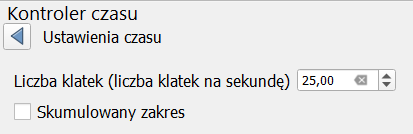 Kontroler czasu
Ustawienia czasu
Liczba klatek (liczba klatek na sekundę) 25,00
Skumulowany zakres